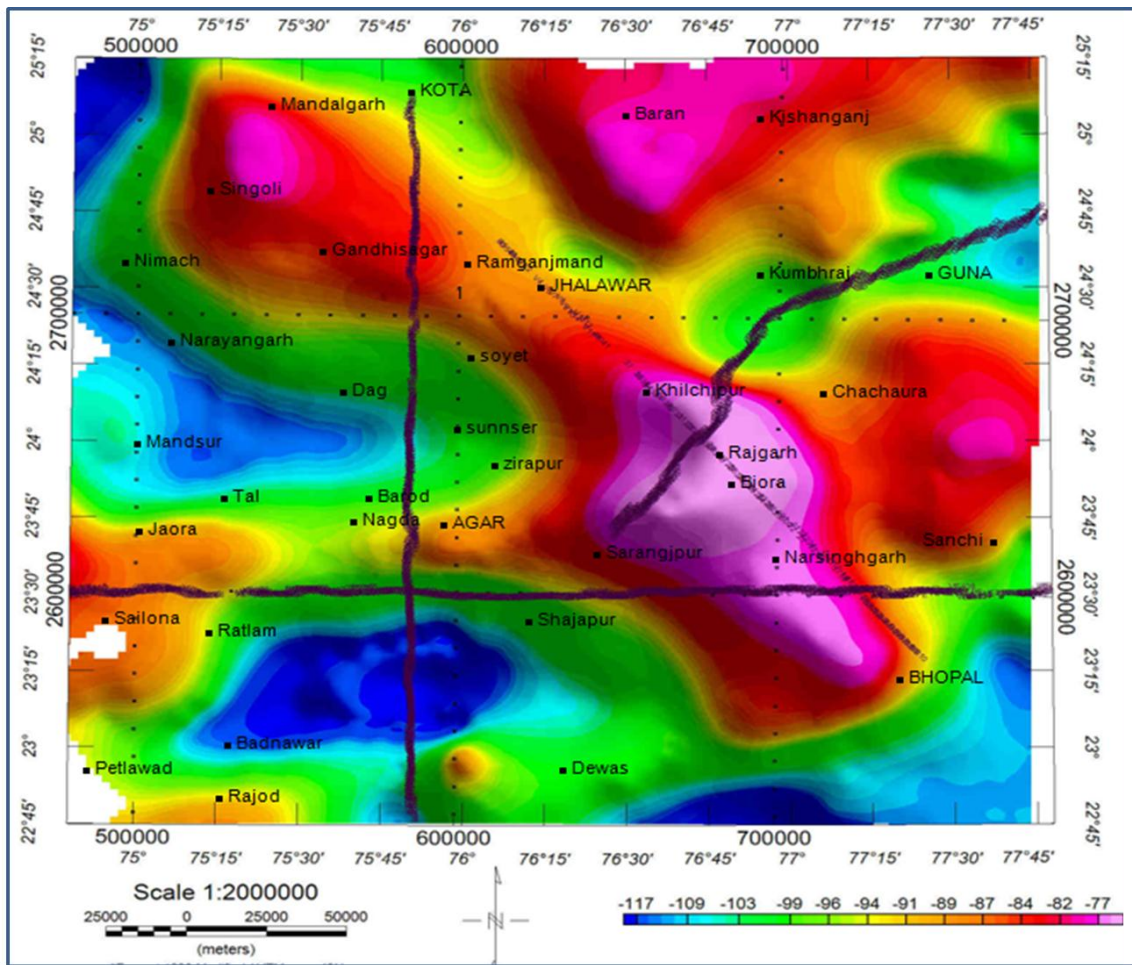 75° 75°15' 75°30' 75°45' 76° 76°15' 76°30' 76°45' 77° 77°15' 77°30' 77°45'
500000 600000 700000
25°15' 25°15'
KOTA
Mandalgarh
Baran Kjshanganj
25° 25°
Singoli
24°45' 24°45'
Gandhisagar
Nimach Ramganjmand
Kumbhraj GUNA
24°30' JHALAWAR 24°30'
1
2700000 2700000
Narayangarh
soyet
24°15' 24°15'
Dag Khilchipur Chachaura
sunnser
24° Mandsur 24°
Rajgarh
zirapur
Biora
Tal Barod
23°45' Nagda AGAR 23°45'
Jaora
Sanchi
Sarangjpur Narsinghgarh
23°30' 23°30'
2600000 2600000
Sailona
Shajapur
Ratlam
23°15' 23°15'
BHOPAL
23° Badnawar 23°
Petlawad Dewas
Rajod
22°45' 22°45'
500000 600000 700000
75° 75°15' 75°30' 75°45' 76° 76°15' 76°30' 76°45' 77° 77°15' 77°30' 77°45'
Scale 1:2000000
25000 0 25000 50000
(meters)
N
-117 -109 -103 -99 -96 -94 -91 -89 -87 -84 -82 -79 -77